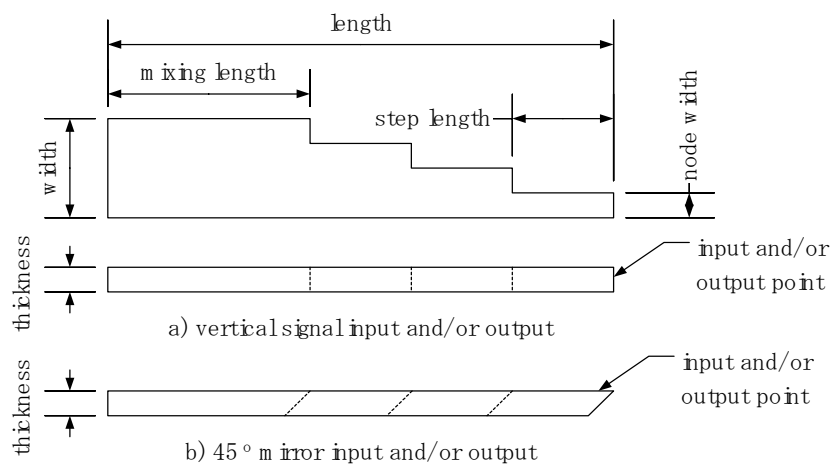 length
mixing length
step length
node width
width
thickness
input and/or
output point
a) vertical signal input and/or output
thickness
input and/or
output point
b) 45° mirror input and/or output